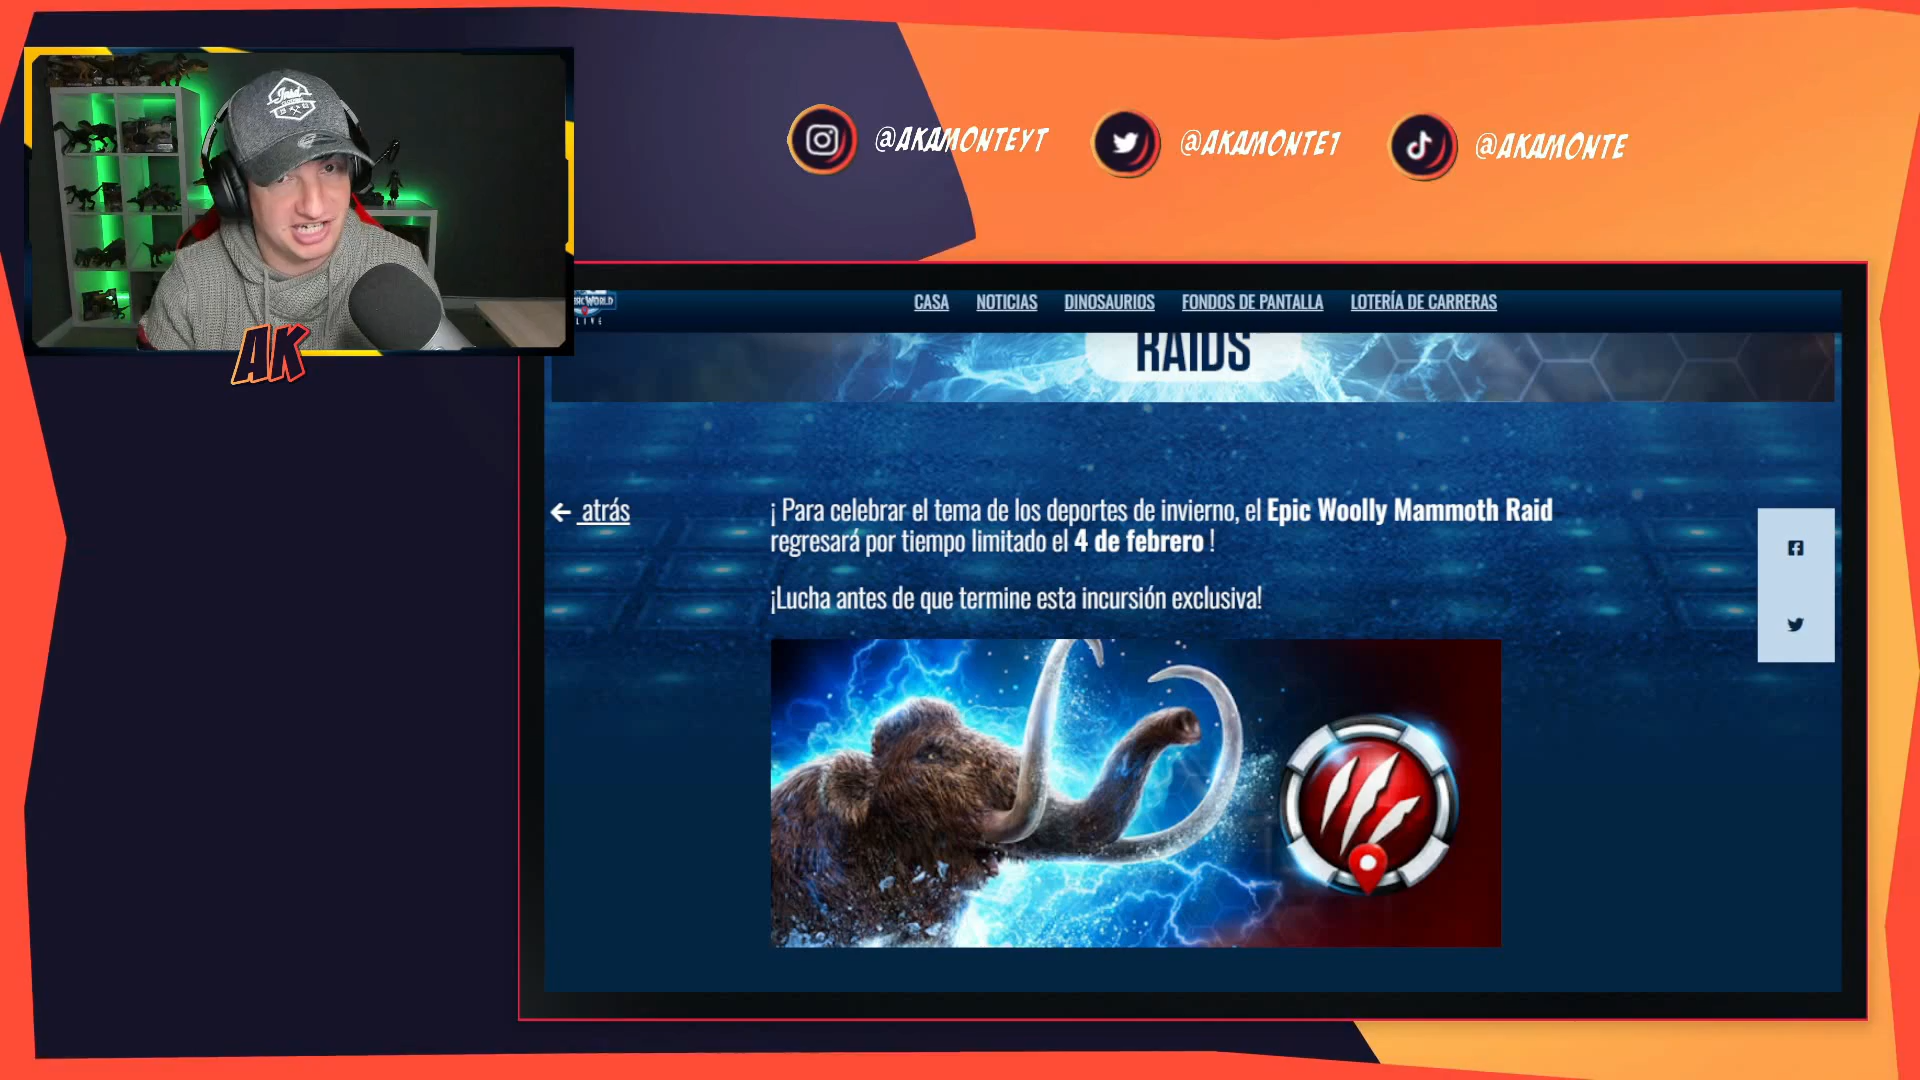 @AKAMONTEYT
@AKAMONTE1
@AKAMONTE
AK
CASA
NOTICIAS
DINOSAURIOS
FONDOS DE PANTALLA
LOTERÍA DE CARRERAS
LIVE
RAIDS
atrás
¡ Para celebrar el tema de los deportes de invierno, el Epic Woolly Mammoth Raid
regresará por tiempo limitado el 4 de febrero !
¡Lucha antes de que termine esta incursión exclusiva!